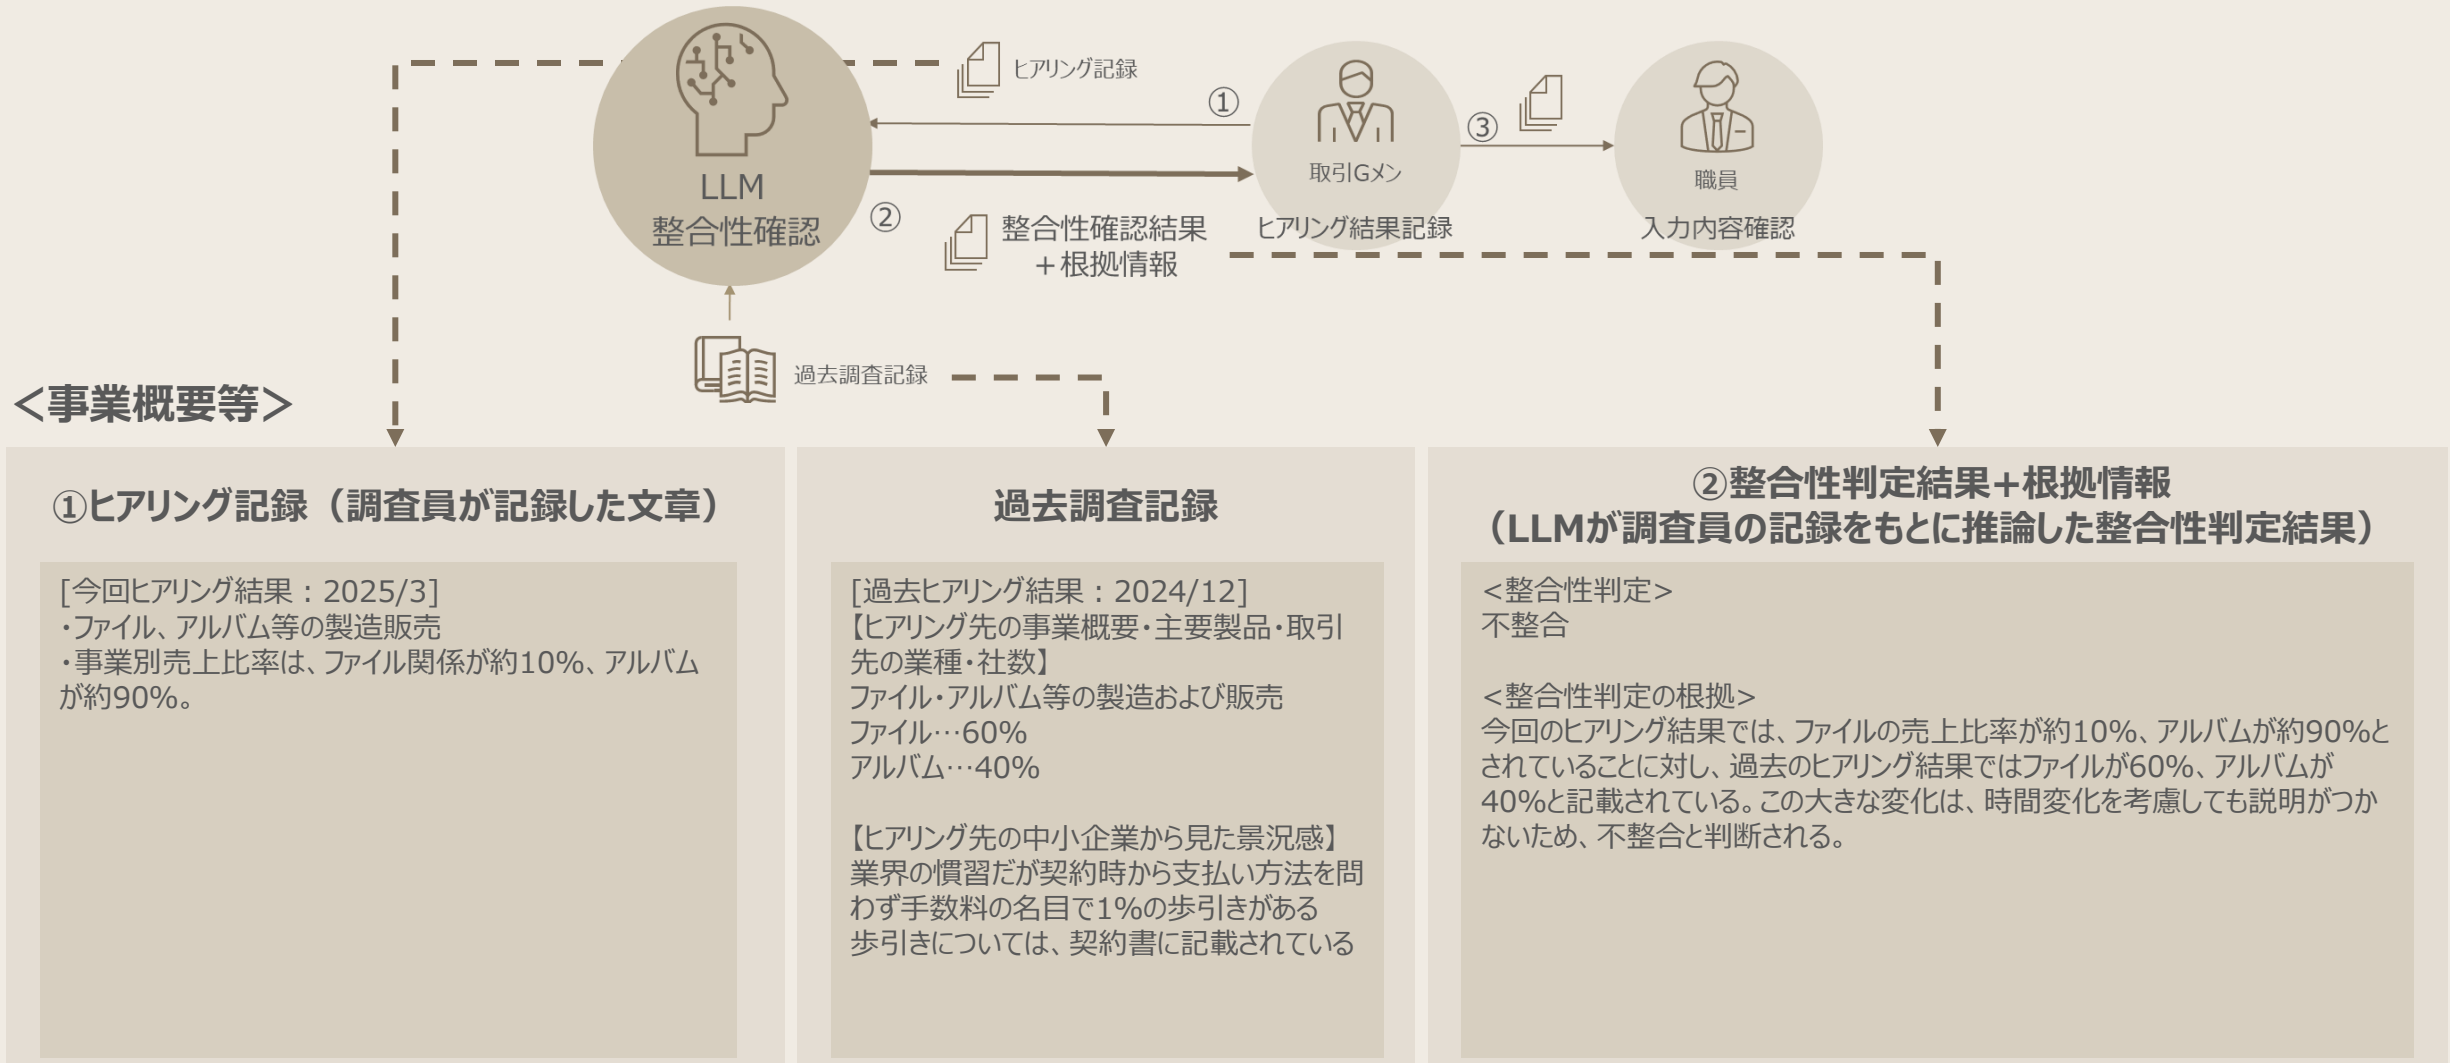 ヒアリング記録
①
③
取引Gメン
職員
LLM
整合性確認
②
整合性確認結果
+根拠情報
ヒアリング結果記録
入力内容確認
過去調査記録
<事業概要等>
①ヒアリング記録（調査員が記録した文章）
[今回ヒアリング結果：2025/3]
・ファイル、アルバム等の製造販売
・事業別売上比率は、ファイル関係が約10%、アルバム
が約90%。
過去調査記録
[過去ヒアリング結果：2024/12]
【ヒアリング先の事業概要・主要製品・取引
先の業種・社数】
ファイル・アルバム等の製造および販売
ファイル…60%
アルバム…40%
【ヒアリング先の中小企業から見た景況感】
業界の慣習だが契約時から支払い方法を問
わず手数料の名目で1%の歩引きがある
歩引きについては、契約書に記載されている
②整合性判定結果+根拠情報
（LLMが調査員の記録をもとに推論した整合性判定結果）
<整合性判定>
不整合
<整合性判定の根拠>
今回のヒアリング結果では、ファイルの売上比率が約10%、アルバムが約90%と
されていることに対し、過去のヒアリング結果ではファイルが60%、アルバムが
40%と記載されている。この大きな変化は、時間変化を考慮しても説明がつか
ないため、不整合と判断される。